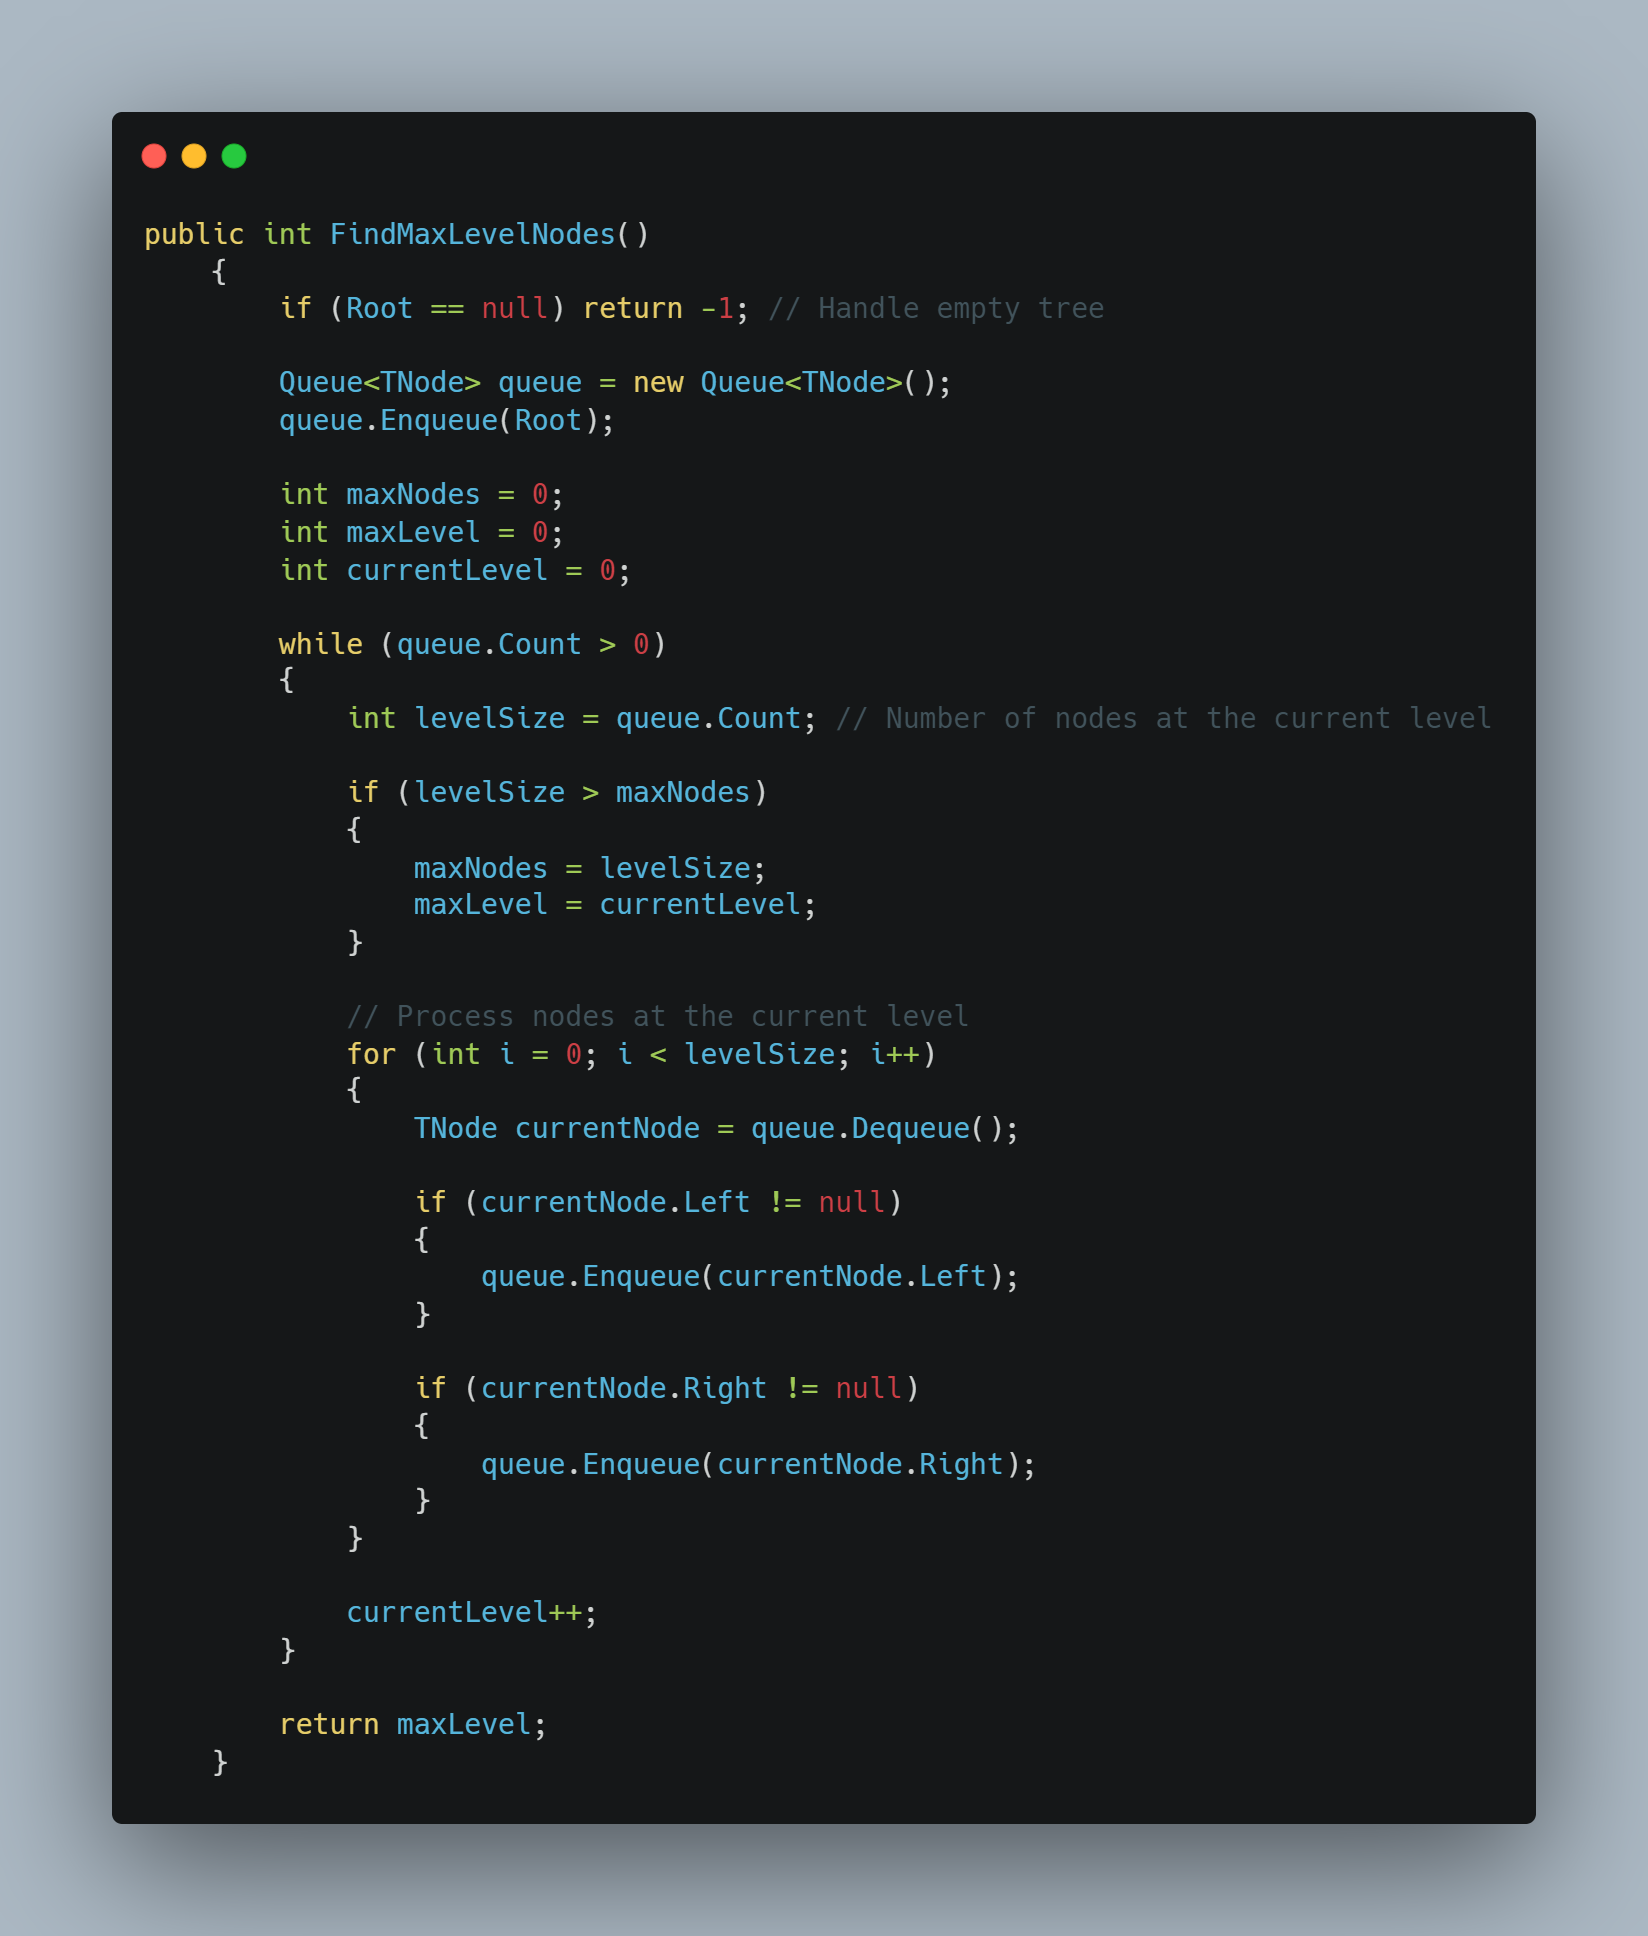 public int FindMaxLevelNodes()
    {
        if (Root == null) return -1; // Handle empty tree

        Queue<TNode> queue = new Queue<TNode>();
        queue.Enqueue(Root);

        int maxNodes = 0;
        int maxLevel = 0;
        int currentLevel = 0;

        while (queue.Count > 0)
        {
            int levelSize = queue.Count; // Number of nodes at the current level

            if (levelSize > maxNodes)
            {
                maxNodes = levelSize;
                maxLevel = currentLevel;
            }

            // Process nodes at the current level
            for (int i = 0; i < levelSize; i++)
            {
                TNode currentNode = queue.Dequeue();

                if (currentNode.Left != null)
                {
                    queue.Enqueue(currentNode.Left);
                }

                if (currentNode.Right != null)
                {
                    queue.Enqueue(currentNode.Right);
                }
            }

            currentLevel++;
        }

        return maxLevel;
    }